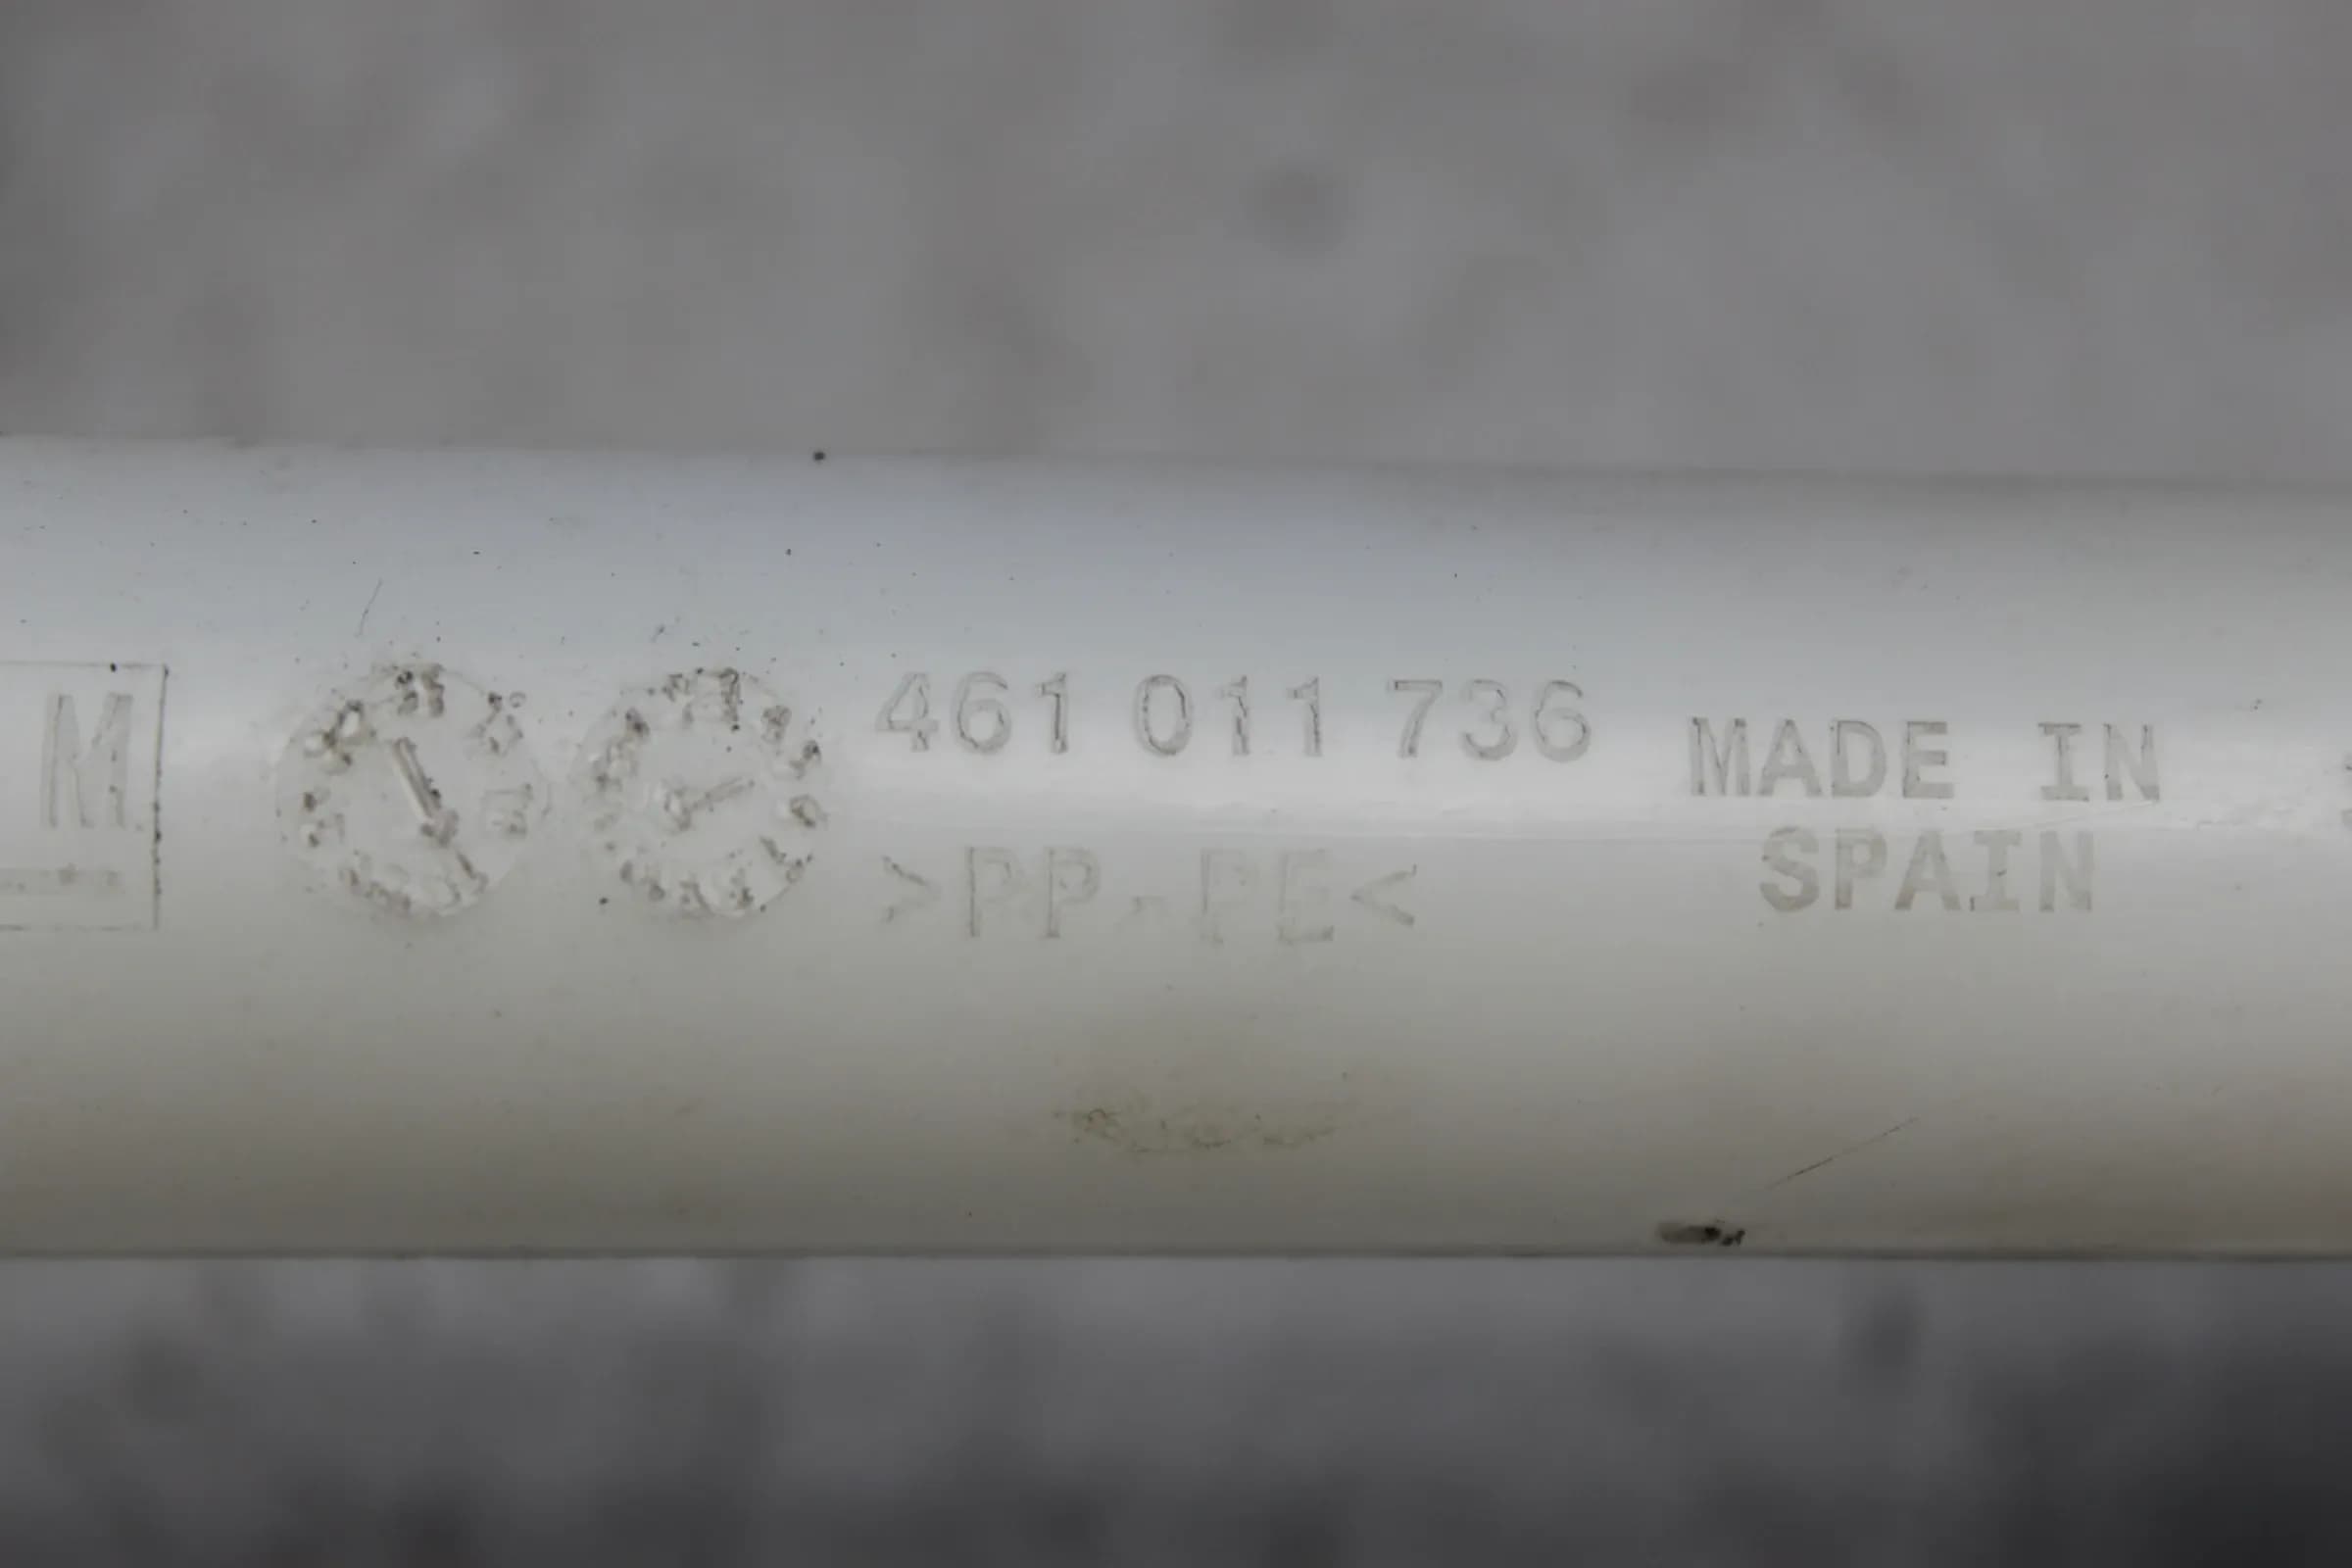 M
461 011 736
>PP-PE<
MADE IN
SPAIN